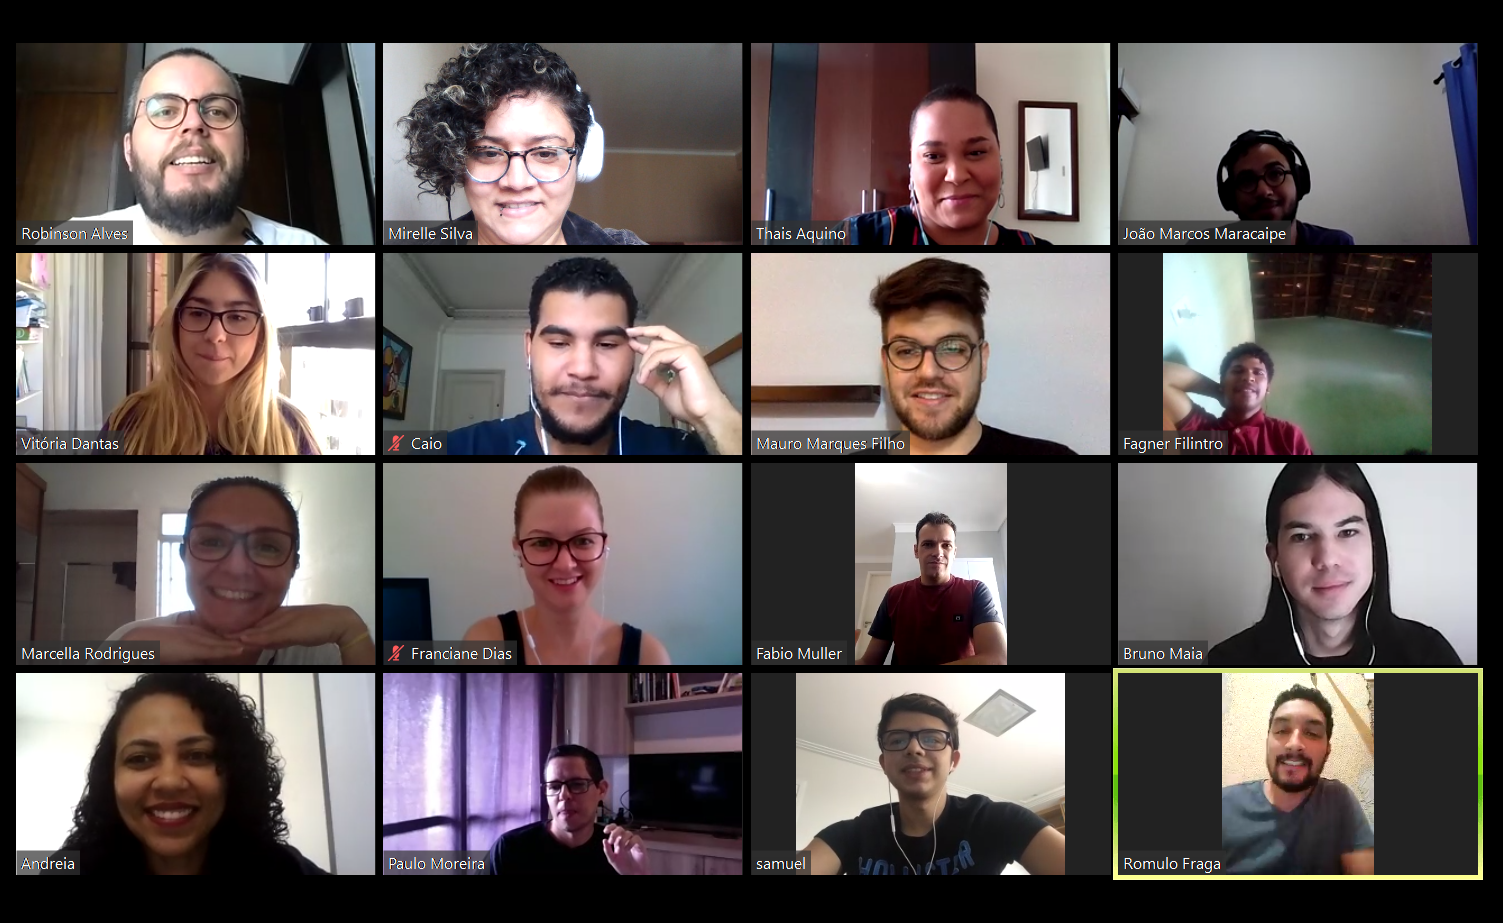 Robinson Alves
Mirelle Silva
Thais Aquino
João Marcos Maracaipe
Vitória Dantas
Caio
Mauro Marques Filho
Fagner Filintro
Marcella Rodrigues
Franciane Dias
Fabio Muller
Bruno Maia
Andreia
Paulo Moreira
samuel
HOLLISTER
Romulo Fraga